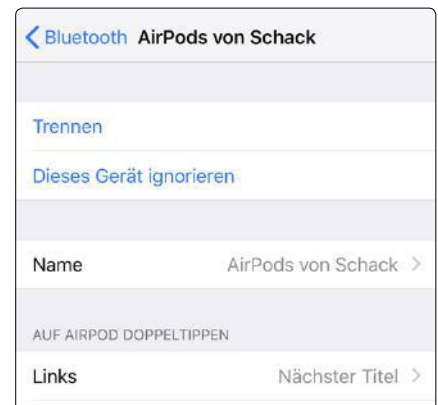 Bluetooth AirPods von Schack
Trennen
Dieses Gerät ignorieren
Name AirPods von Schack
AUF AIRPOD DOPPELTIPPEN
Links Nächster Titel